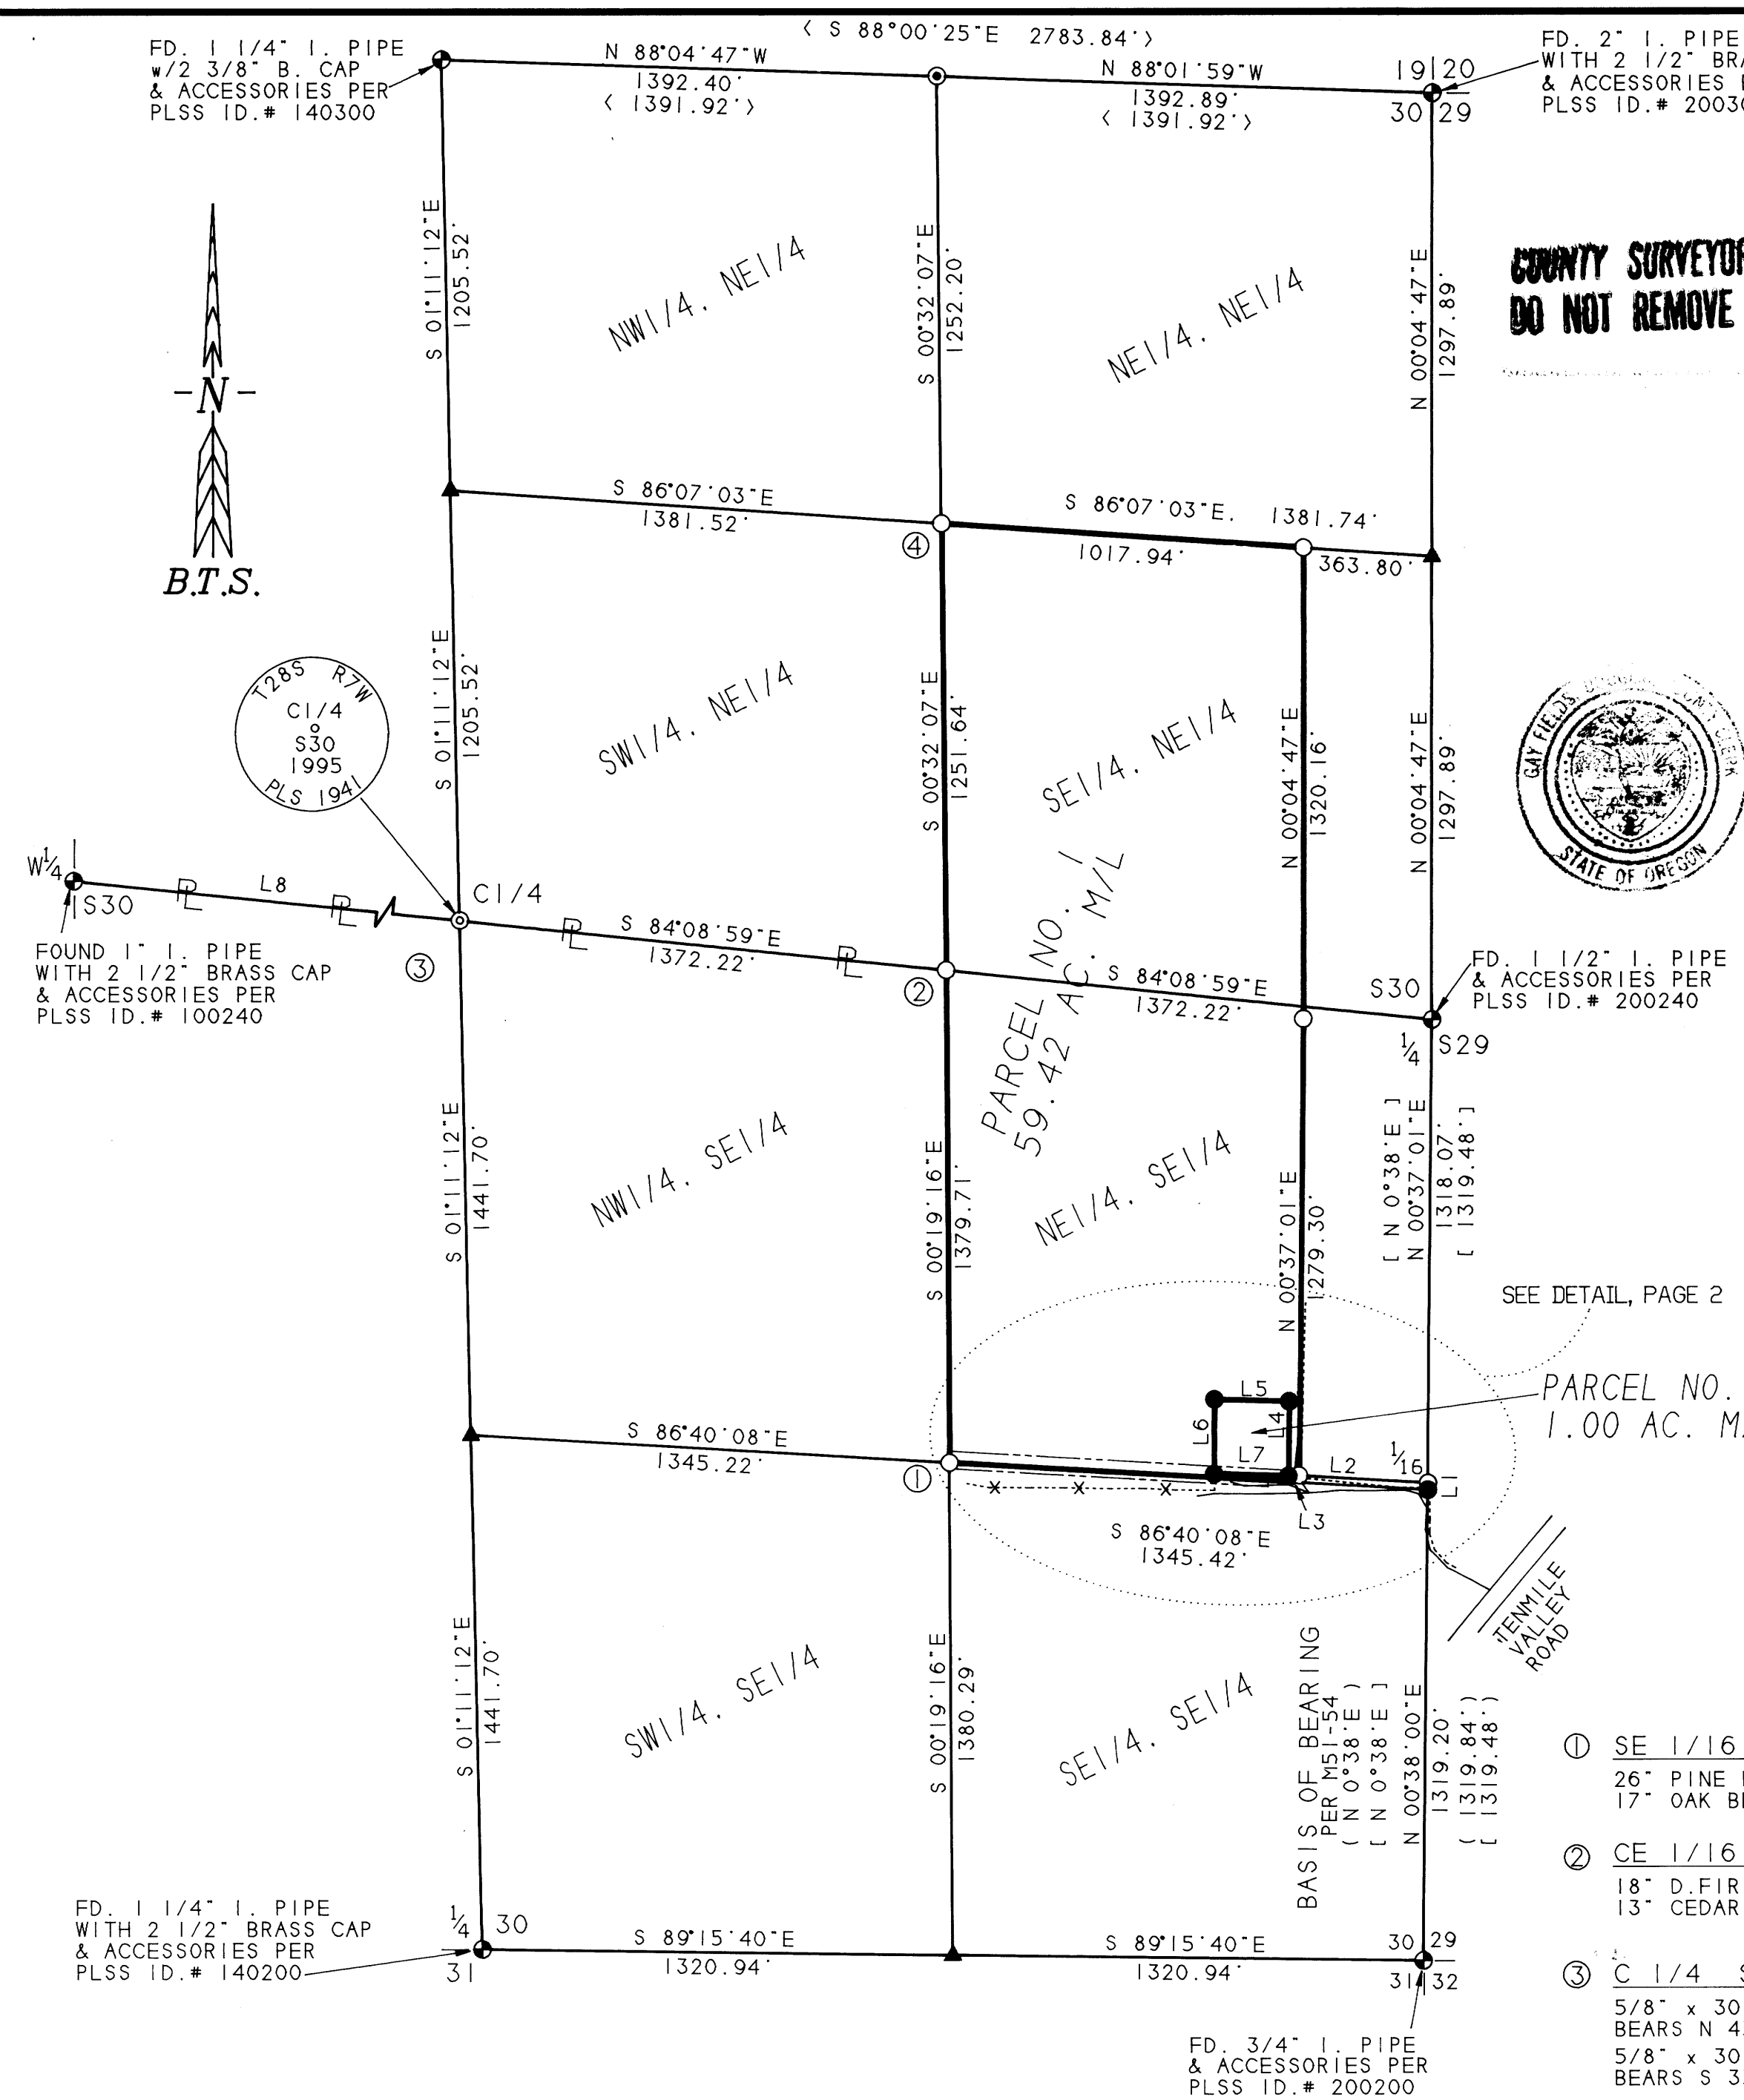 < S 88°00'25"E 2783.84'>
FD. 1 1/4" I. PIPE
w/2 3/8" B. CAP
& ACCESSORIES PER
PLSS ID.# 140300
N 88°04'47"W
1392.40'
< 1391.92'>
N 88°01'59"W
1392.89'
< 1391.92'>
19|20
30|29
FD. 2" I. PIPE
WITH 2 1/2"
& ACCESSORIES
PLSS ID.#
S 01°11'12"E
1205.52'
NW1/4, NE1/4
S 00°32'07"E
1252.20'
NE1/4, NE1/4
N 00°04'47"E
1297.89'
COUNTY SURVEYOR
DO NOT REMOVE
-N-
B.T.S.
S 86°07'03"E
1381.52'
S 86°07'03"E. 1381.74'
④
1017.94'
363.80'
T28S R7W
C1/4
S30
1995
PLS 1941
S 01°11'12"E
1205.52'
SW1/4, NE1/4
S 00°32'07"E
1251.64'
SE1/4, NE1/4
N 00°04'47"E
1320.16'
N 00°04'47"E
1297.89'
GAY FIELDS
STATE OF OREGON
W1/4
S30
L8
PL
PL
C1/4
PL
S 84°08'59"E
1372.22'
PL
③
②
S 84°08'59"E
1372.22'
S30
1/4
S29
FOUND 1" I. PIPE
WITH 2 1/2" BRASS CAP
& ACCESSORIES PER
PLSS ID.# 100240
FD. 1 1/2" I. PIPE
& ACCESSORIES PER
PLSS ID.# 200240
PARCEL NO. 1
59.42 AC. M/L
S 01°11'12"E
1441.70'
NW1/4, SE1/4
S 00°19'16"E
1379.71'
NE1/4, SE1/4
N 00°37'01"E
1279.30'
[ N 0°38'E ]
N 00°37'01"E
1318.07'
[ 1319.48' ]
SEE DETAIL, PAGE 2
PARCEL NO.
1.00 AC.
L5
L6
L4
L7
L2
1/16
L1
L3
S 86°40'08"E
1345.22'
①
x x x
S 86°40'08"E
1345.42'
TENMILE
VALLEY
ROAD
S 01°11'12"E
1441.70'
SW1/4, SE1/4
S 00°19'16"E
1380.29'
SE1/4, SE1/4
BASIS OF BEARING
PER M51-54
( N 0°38'E )
[ N 0°38'E ]
N 00°38'00"E
1319.20'
( 1319.84' )
[ 1319.48' ]
① SE 1/16
26" PINE
17" OAK
② CE 1/16
18" D.FIR
13" CEDAR
③ C 1/4
5/8" x 30
BEARS N
5/8" x 30
BEARS S
FD. 1 1/4" I. PIPE
WITH 2 1/2" BRASS CAP
& ACCESSORIES PER
PLSS ID.# 140200
1/4
30
31
S 89°15'40"E
1320.94'
S 89°15'40"E
1320.94'
30|29
31|32
FD. 3/4" I. PIPE
& ACCESSORIES PER
PLSS ID.# 200200